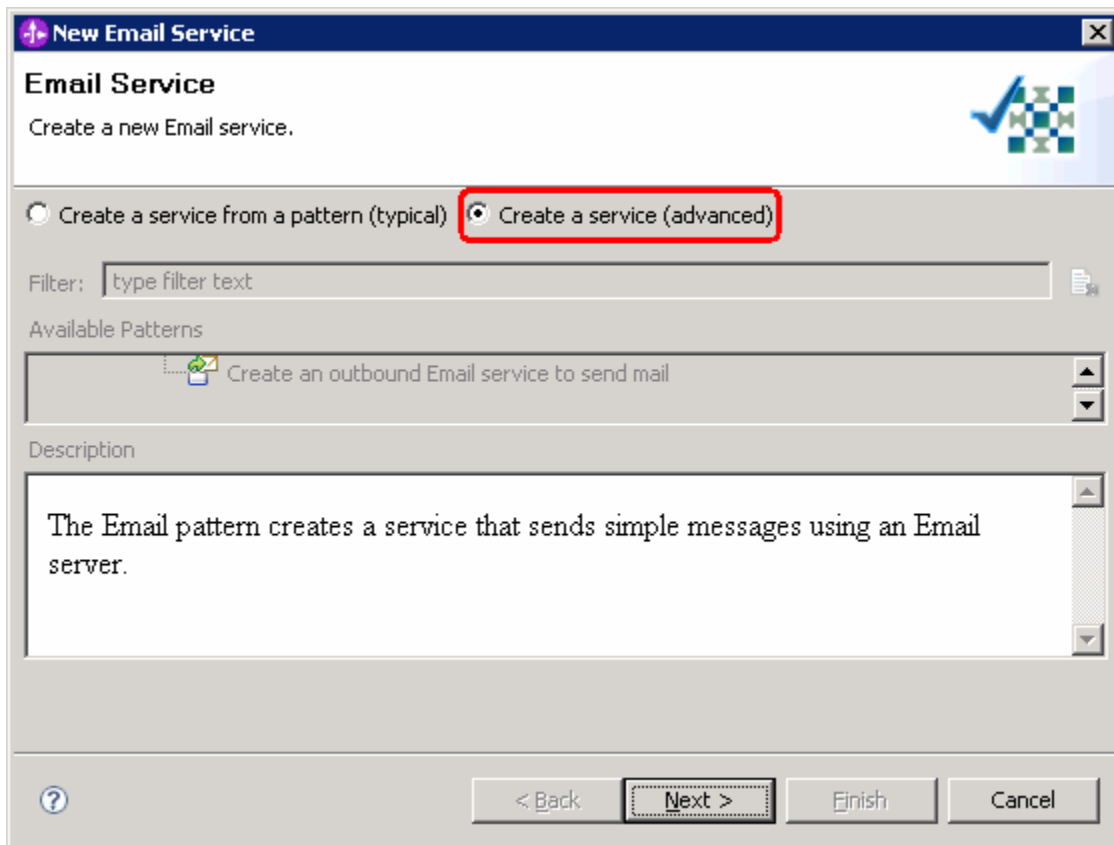 New Email Service
Email Service
Create a new Email service.
Create a service from a pattern (typical) Create a service (advanced)
Filter: type filter text
Available Patterns
Create an outbound Email service to send mail
Description
The Email pattern creates a service that sends simple messages using an Email
server.
< Back Next > Finish Cancel